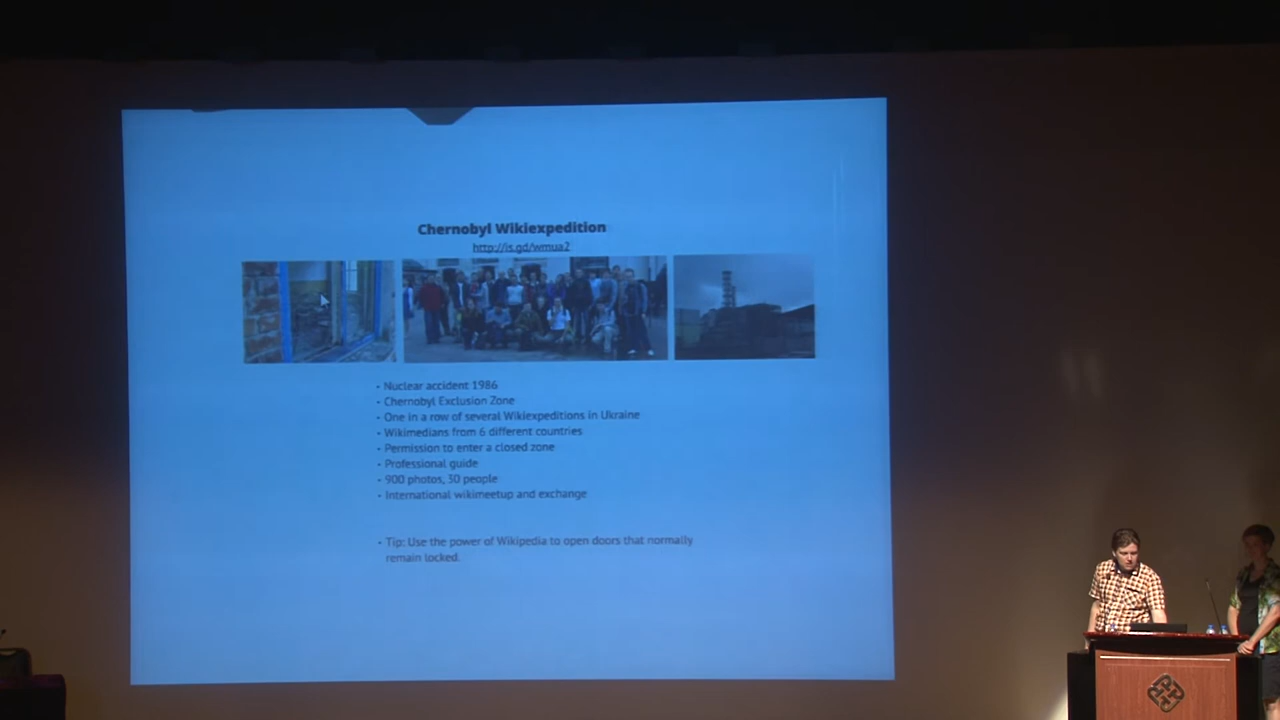 Chernobyl Wikiexpedition
http://is.gd/wmua2
• Nuclear accident 1986
• Chernobyl Exclusion Zone
• One in a row of several Wikiexpeditions in Ukraine
• Wikimedians from 6 different countries
• Permission to enter a closed zone
• Professional guide
• 900 photos, 30 people
• International wikimeetup and exchange
• Tip: Use the power of Wikipedia to open doors that normally
remain locked.